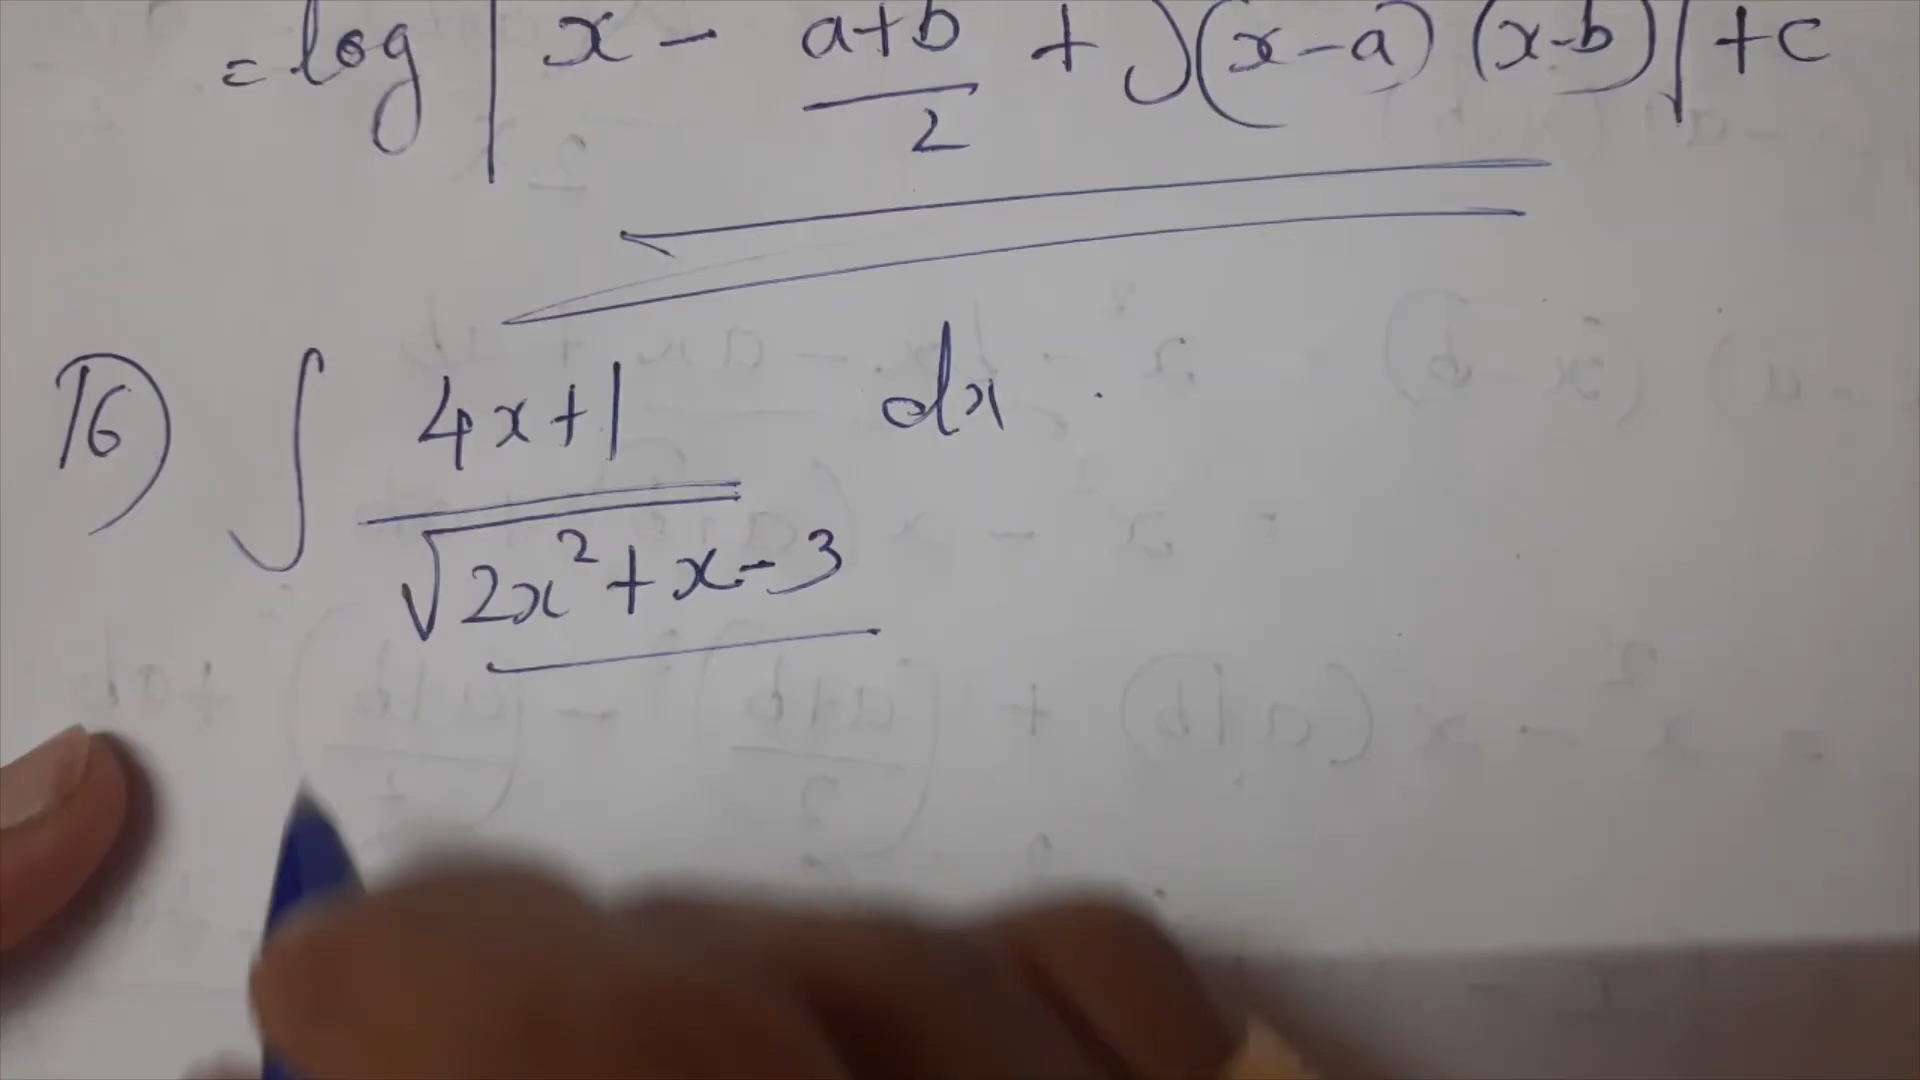 = log | x - a+b/2 + √(x-a) (x-b) | + c
16) ∫ 4x+1 / √2x²+x-3 dx